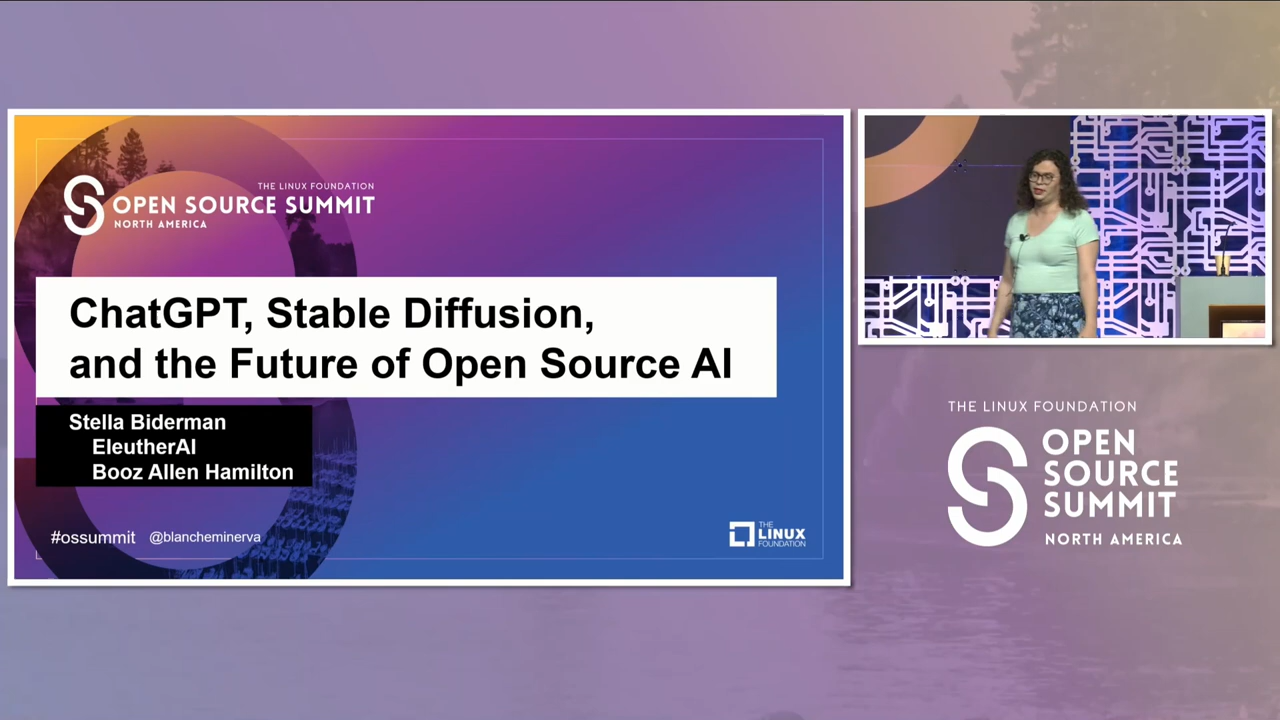 THE LINUX FOUNDATION
OPEN SOURCE SUMMIT
NORTH AMERICA
ChatGPT, Stable Diffusion,
and the Future of Open Source AI
Stella Biderman
EleutherAI
Booz Allen Hamilton
#ossummit @blancheminerva
THE
LINUX
FOUNDATION
THE LINUX FOUNDATION
OPEN
SOURCE
SUMMIT
NORTH AMERICA